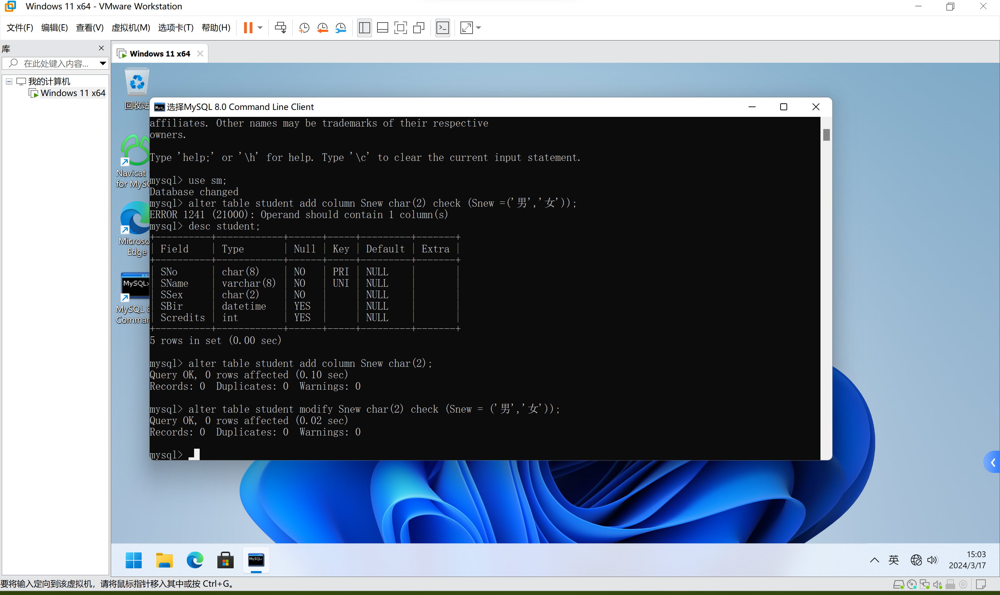 Windows 11 x64 - VMware Workstation
文件(F) 编辑(E) 查看(V) 虚拟机(M) 选项卡(T) 帮助(H)
库
在此处键入内容...
我的计算机
Windows 11 x64
Windows 11 x64
回收站
Navicat
for MySQ
Microso
Edge
MySQL>
MySQL 8
Comman
选择MySQL 8.0 Command Line Client
affiliates. Other names may be trademarks of their respective
owners.
Type 'help;' or '\h' for help. Type '\c' to clear the current input statement.
mysql> use sm;
Database changed
mysql> alter table student add column Snew char(2) check (Snew =('男','女'));
ERROR 1241 (21000): Operand should contain 1 column(s)
mysql> desc student;
+----------+------------+------+-----+---------+-------+
| Field    | Type       | Null | Key | Default | Extra |
+----------+------------+------+-----+---------+-------+
| SNo      | char(8)    | NO   | PRI | NULL    |       |
| SName    | varchar(8) | NO   | UNI | NULL    |       |
| SSex     | char(2)    | NO   |     | NULL    |       |
| SBir     | datetime   | YES  |     | NULL    |       |
| Scredits | int        | YES  |     | NULL    |       |
+----------+------------+------+-----+---------+-------+
5 rows in set (0.00 sec)
mysql> alter table student add column Snew char(2);
Query OK, 0 rows affected (0.10 sec)
Records: 0  Duplicates: 0  Warnings: 0
mysql> alter table student modify Snew char(2) check (Snew = ('男','女'));
Query OK, 0 rows affected (0.02 sec)
Records: 0  Duplicates: 0  Warnings: 0
mysql>
MySQL>
英
15:03
2024/3/17
要将输入定向到该虚拟机，请将鼠标指针移入其中或按 Ctrl+G。